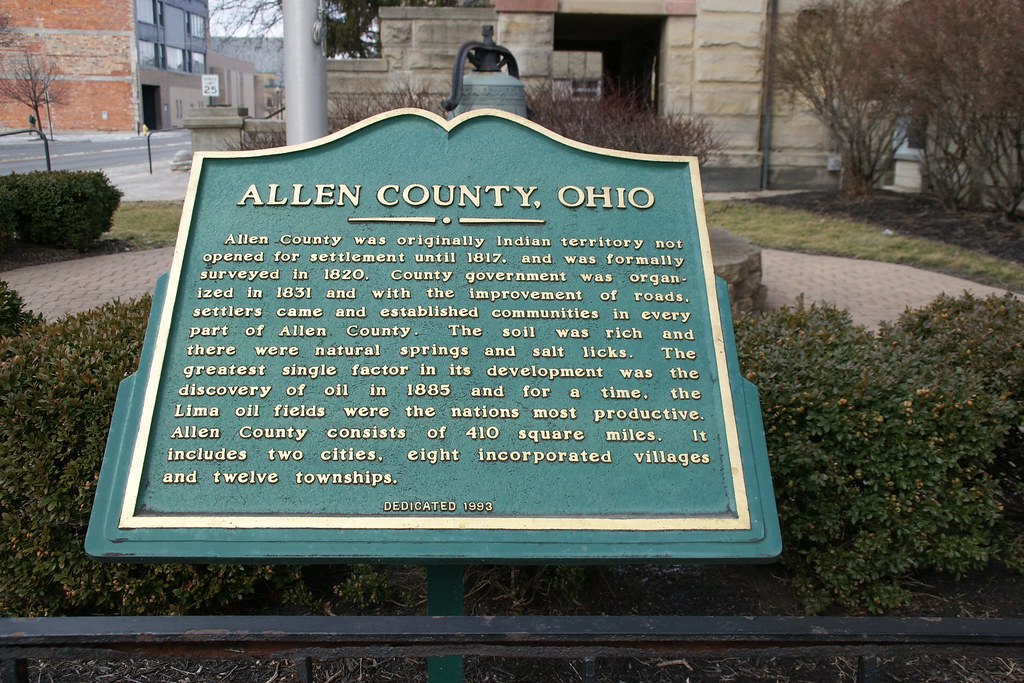 ALLEN COUNTY, OHIO
Allen County was originally Indian territory not
opened for settlement until 1817, and was formally
surveyed in 1820. County government was organ-
ized in 1831 and with the improvement of roads,
settlers came and established communities in every
part of Allen County. The soil was rich and
there were natural springs and salt licks. The
greatest single factor in its development was the
discovery of oil in 1885 and for a time, the
Lima oil fields were the nations most productive.
Allen County consists of 410 square miles. It
includes two cities, eight incorporated villages
and twelve townships.
DEDICATED 1993
25